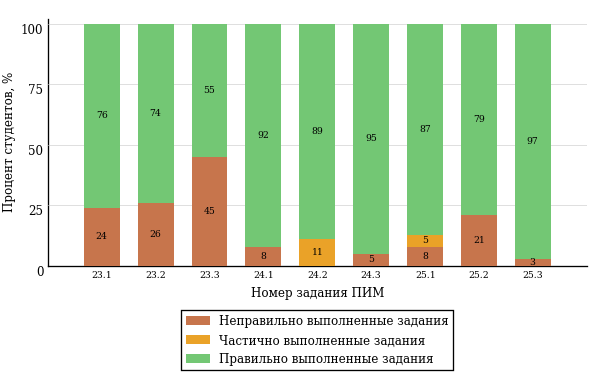 Процент студентов, %
100
75
50
25
0
76 74 55 92 89 95 87 79 97
24 26 45 8 11 5 5 8 21 3
23.1 23.2 23.3 24.1 24.2 24.3 25.1 25.2 25.3
Номер задания ПИМ
Неправильно выполненные задания
Частично выполненные задания
Правильно выполненные задания